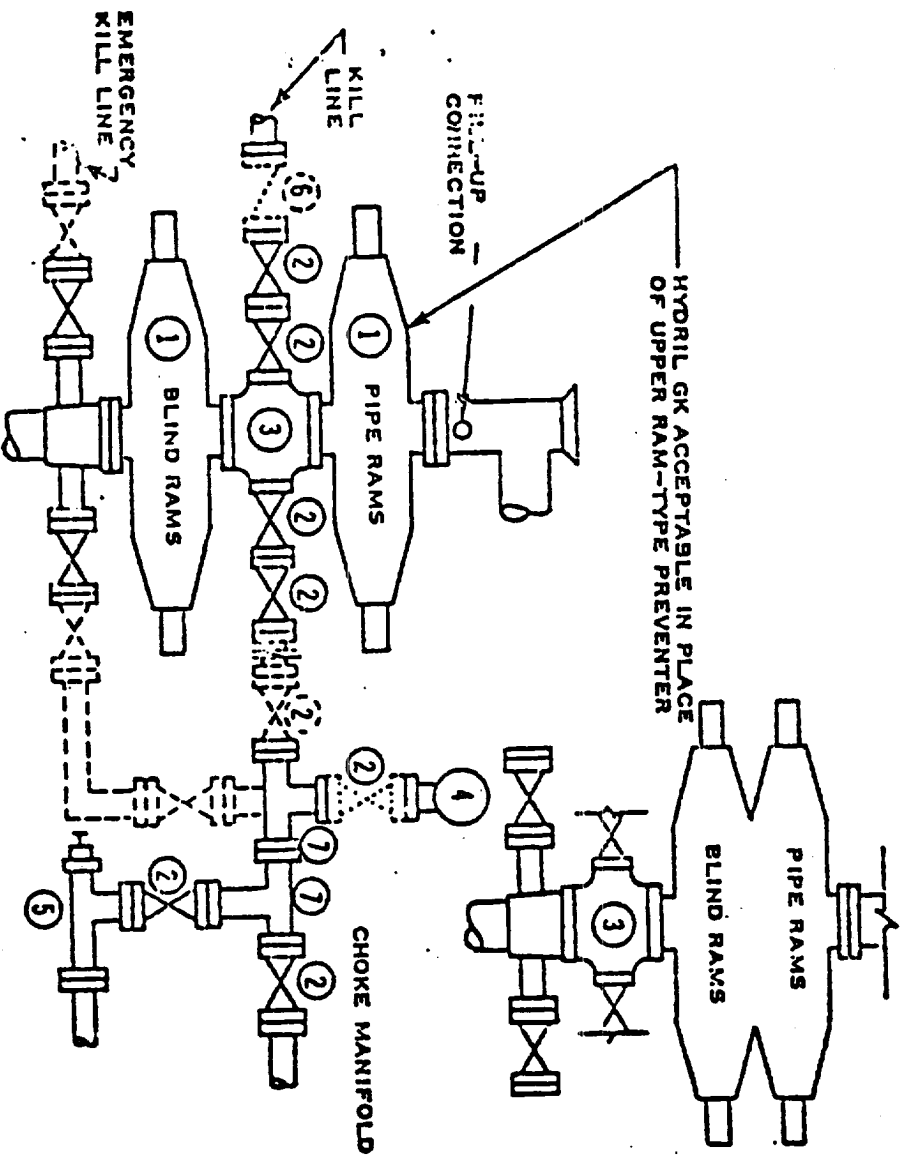 PIPE RAMS
BLIND RAMS
HYDRIL GK ACCEPTABLE IN PLACE
OF UPPER RAM-TYPE PREVENTER
3
CONNECTION
4
KILL
LINE
1 PIPE RAMS
2
CHOKE MANIFOLD
6
2
2
2
2
2
7
7
2
3
1 BLIND RAMS
2
EMERGENCY
KILL LINE
5